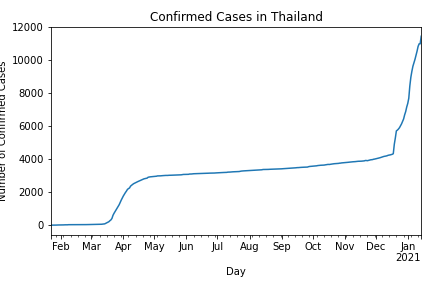 Confirmed Cases in Thailand
12000
10000
8000
6000
4000
2000
0
Number of Confirmed Cases
Feb Mar Apr May Jun Jul Aug Sep Oct Nov Dec Jan
2021
Day